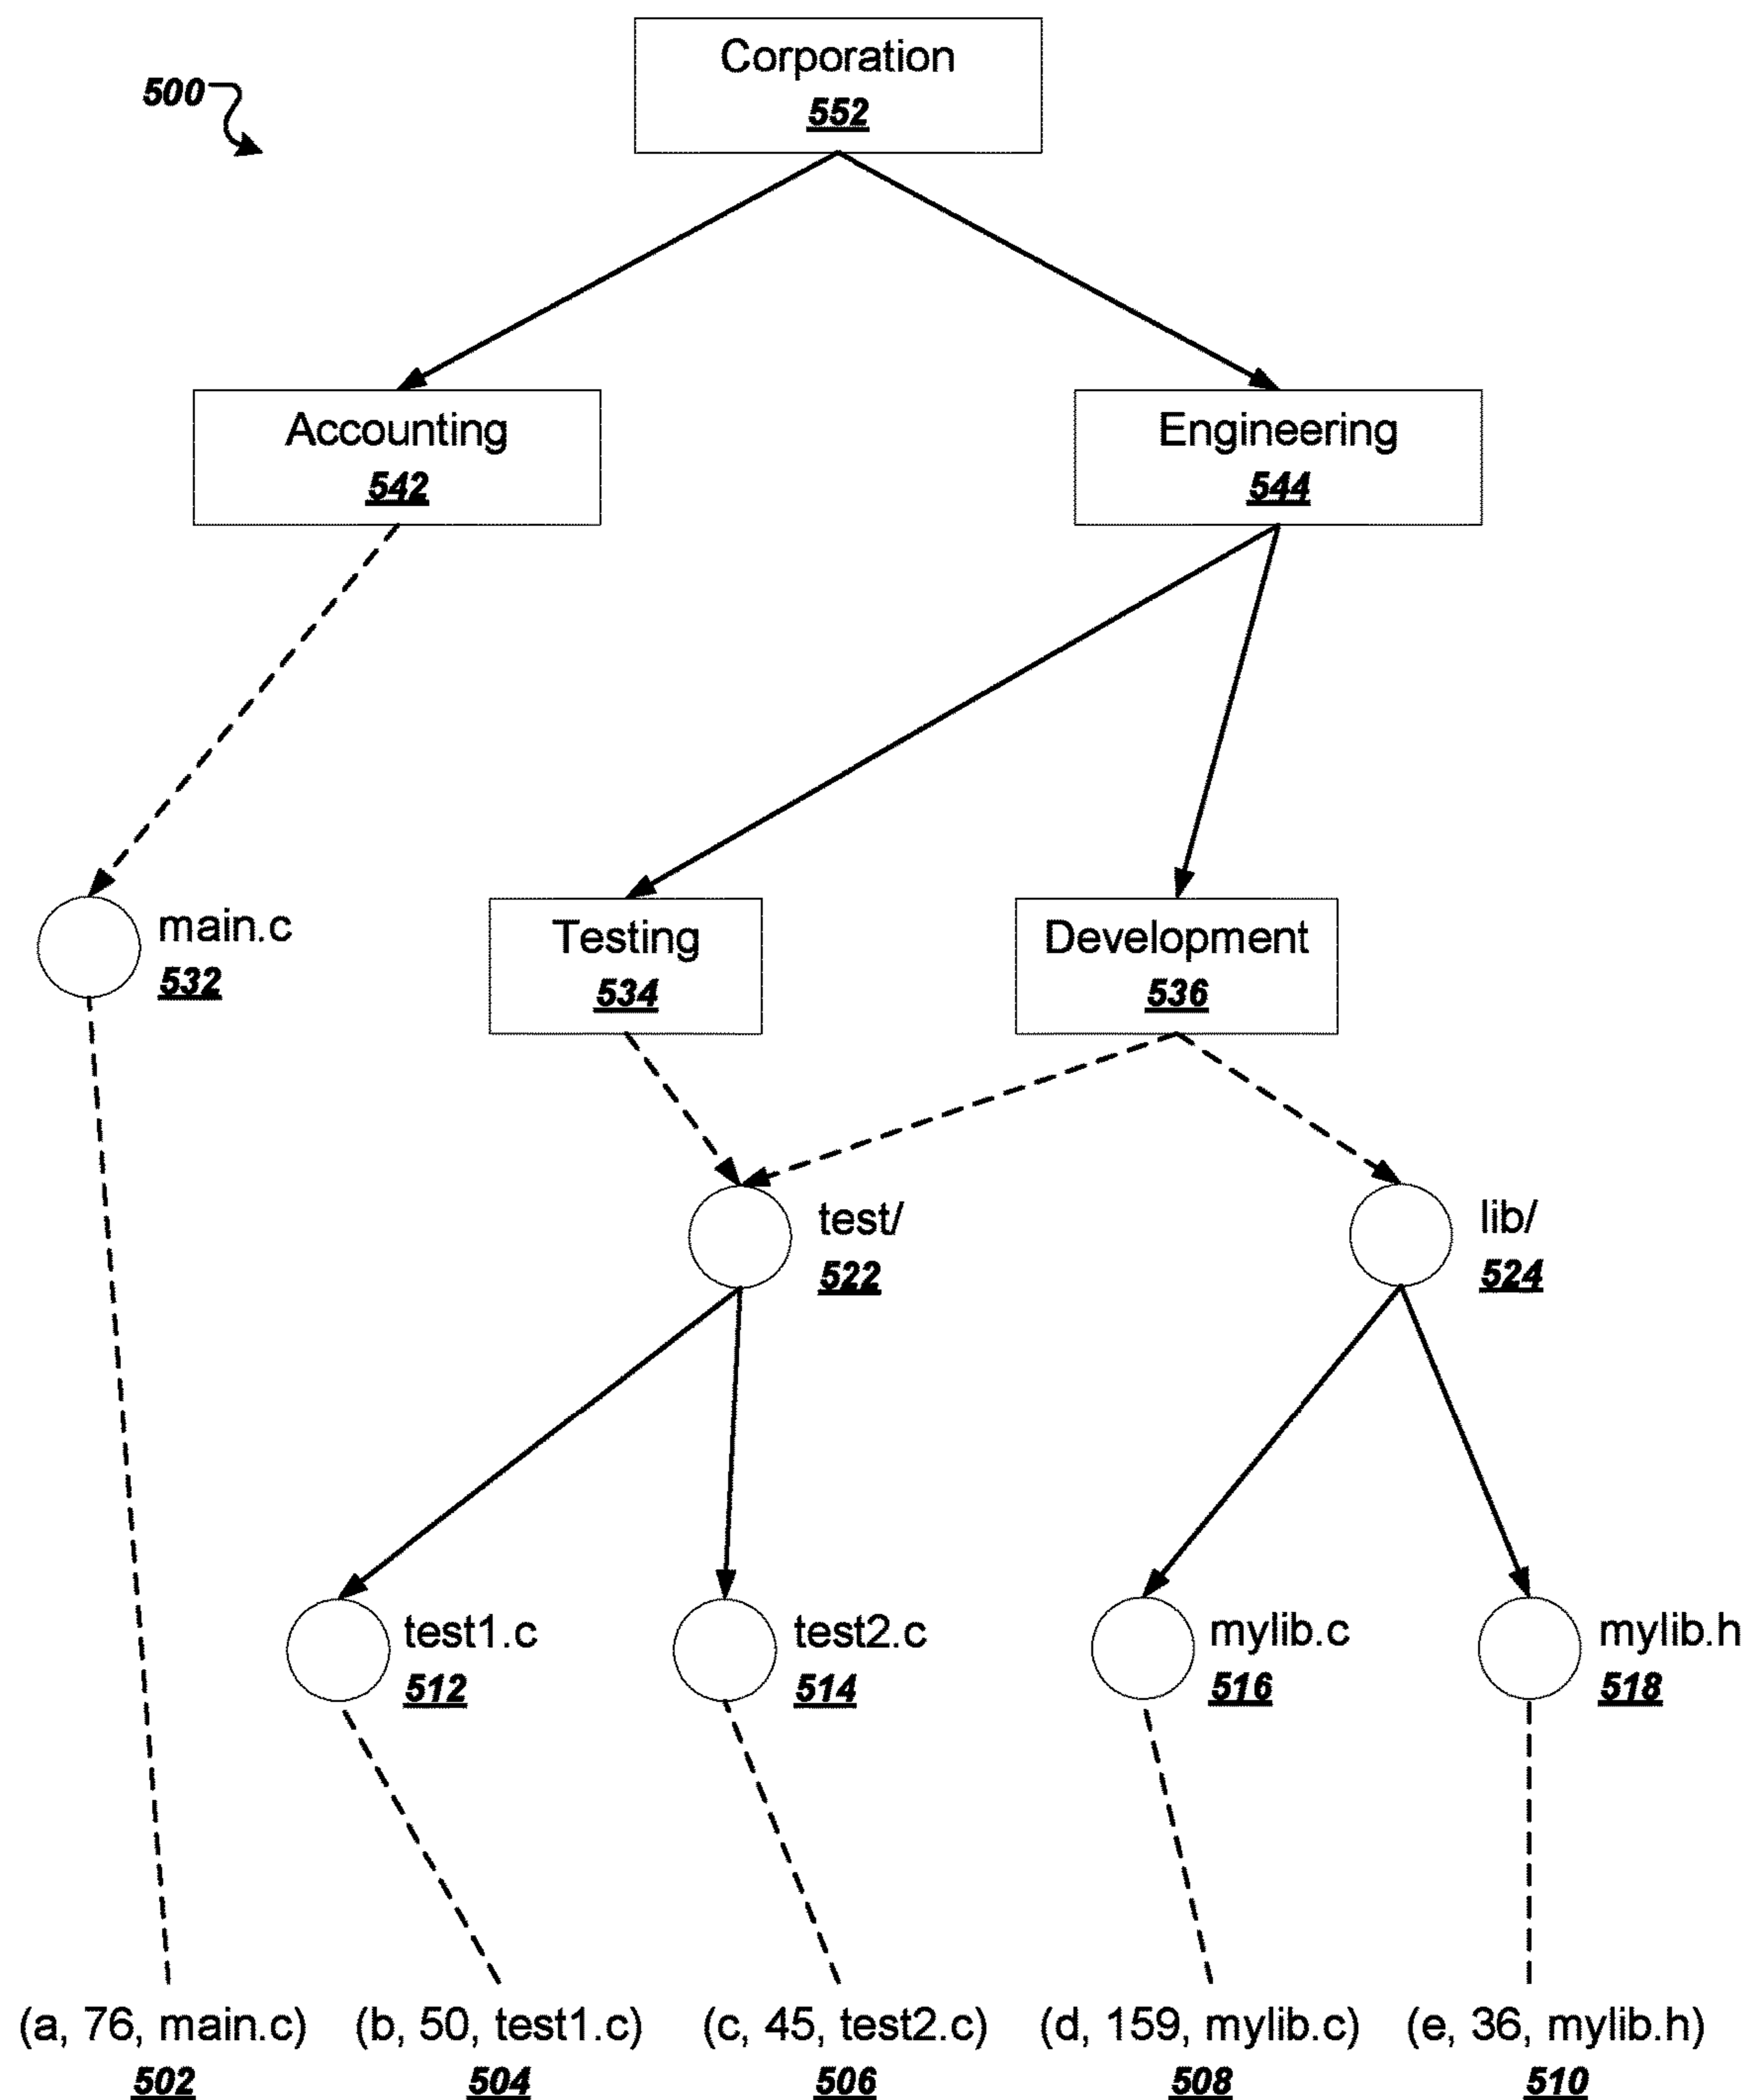 Corporation
552
500
Accounting
542
Engineering
544
main.c
532
Testing
534
Development
536
test/
522
lib/
524
test1.c
512
test2.c
514
mylib.c
516
mylib.h
518
(a, 76, main.c)
502
(b, 50, test1.c)
504
(c, 45, test2.c)
506
(d, 159, mylib.c)
508
(e, 36, mylib.h)
510